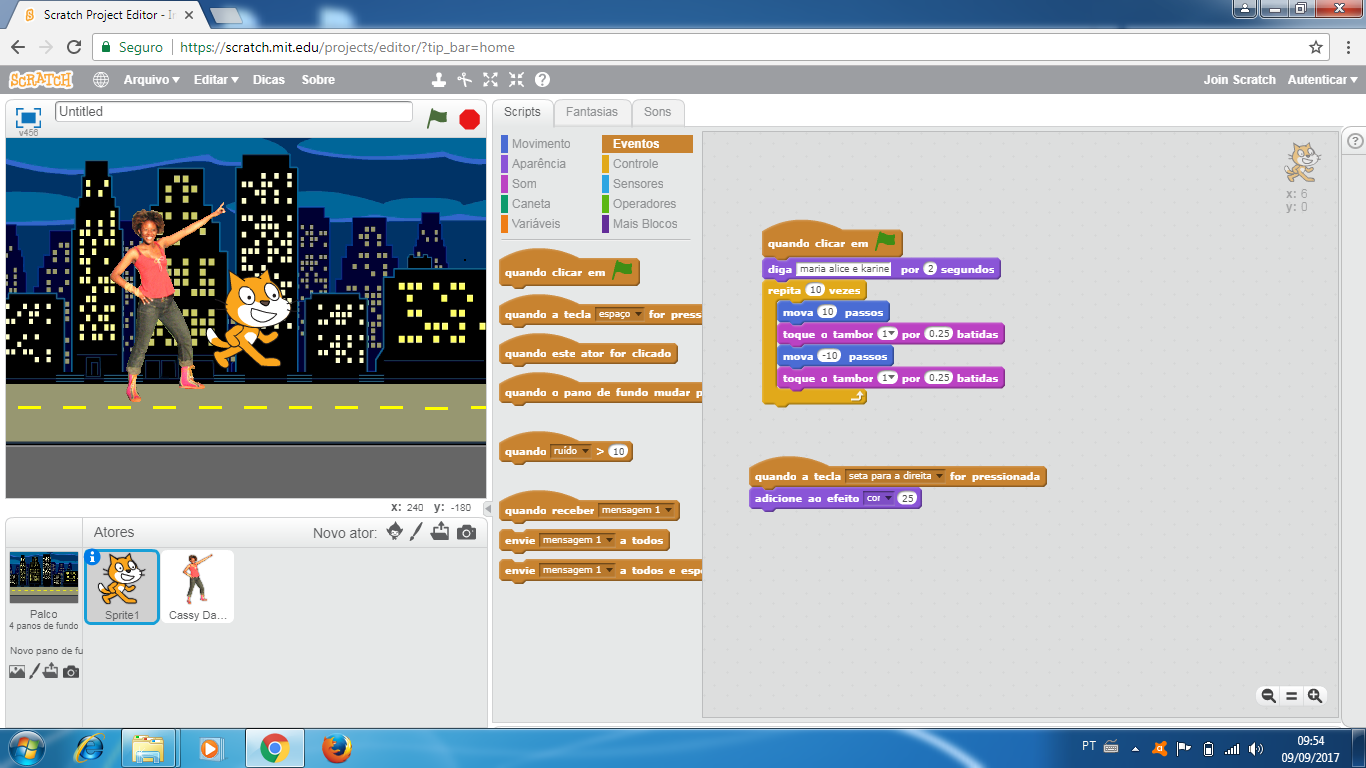 Scratch Project Editor - Ir
Seguro
https://scratch.mit.edu/projects/editor/?tip_bar=home
SCRATCH
Arquivo
Editar
Dicas
Sobre
Join Scratch
Autenticar
v456
Untitled
Scripts
Fantasias
Sons
Movimento
Eventos
Aparência
Controle
Som
Sensores
Caneta
Operadores
Variáveis
Mais Blocos
quando clicar em
quando a tecla espaço for press
quando este ator for clicado
quando o pano de fundo mudar p
quando ruído > 10
quando receber mensagem 1
envie mensagem 1 a todos
envie mensagem 1 a todos e espe
x: 6
y: 0
quando clicar em
diga maria alice e karine por 2 segundos
repita 10 vezes
mova 10 passos
toque o tambor 1 por 0.25 batidas
mova -10 passos
toque o tambor 1 por 0.25 batidas
quando a tecla seta para a direita for pressionada
adicione ao efeito cor 25
x: 240 y: -180
Atores
Novo ator:
Palco
4 panos de fundo
Novo pano de fu
Sprite1
Cassy Da...
PT
09:54
09/09/2017